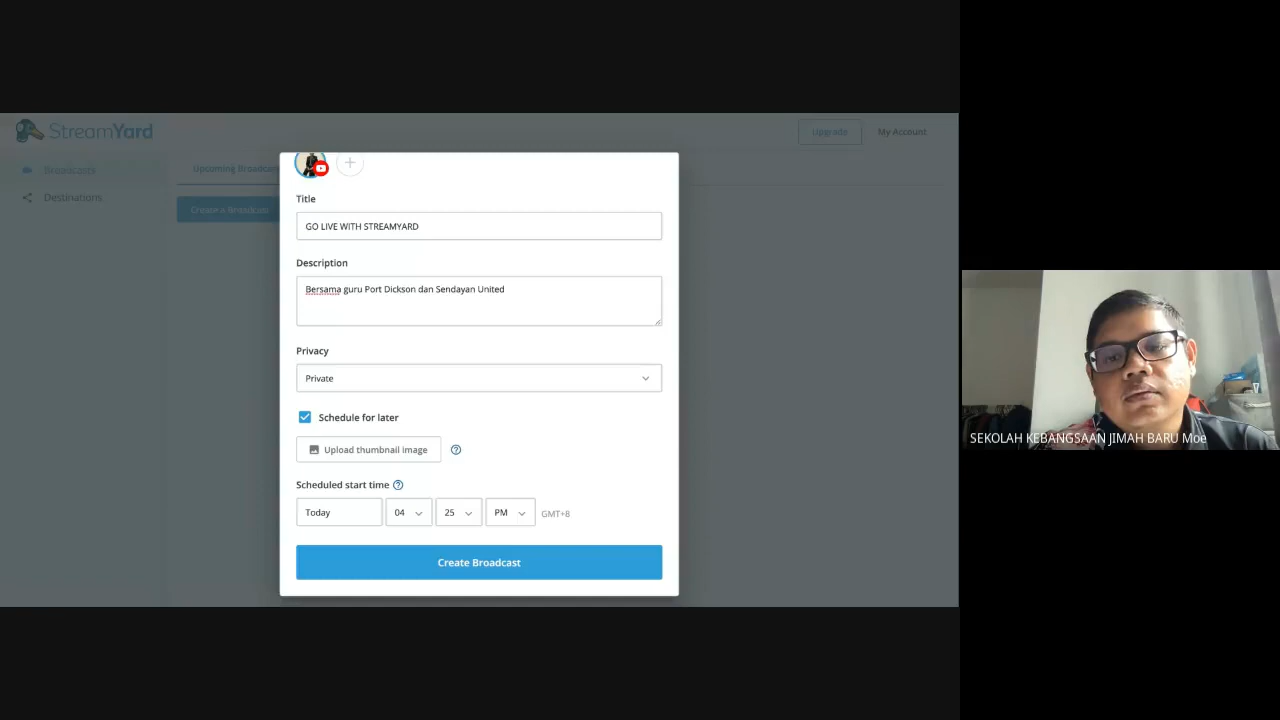 StreamYard
Upgrade
My Account
Broadcasts
Destinations
Upcoming Broadcast
Create a Broadcast
Title
GO LIVE WITH STREAMYARD
Description
Bersama guru Port Dickson dan Sendayan United
Privacy
Private
Schedule for later
Upload thumbnail image
Scheduled start time
Today 04 25 PM GMT+8
Create Broadcast
SEKOLAH KEBANGSAAN JIMAH BARU Moe